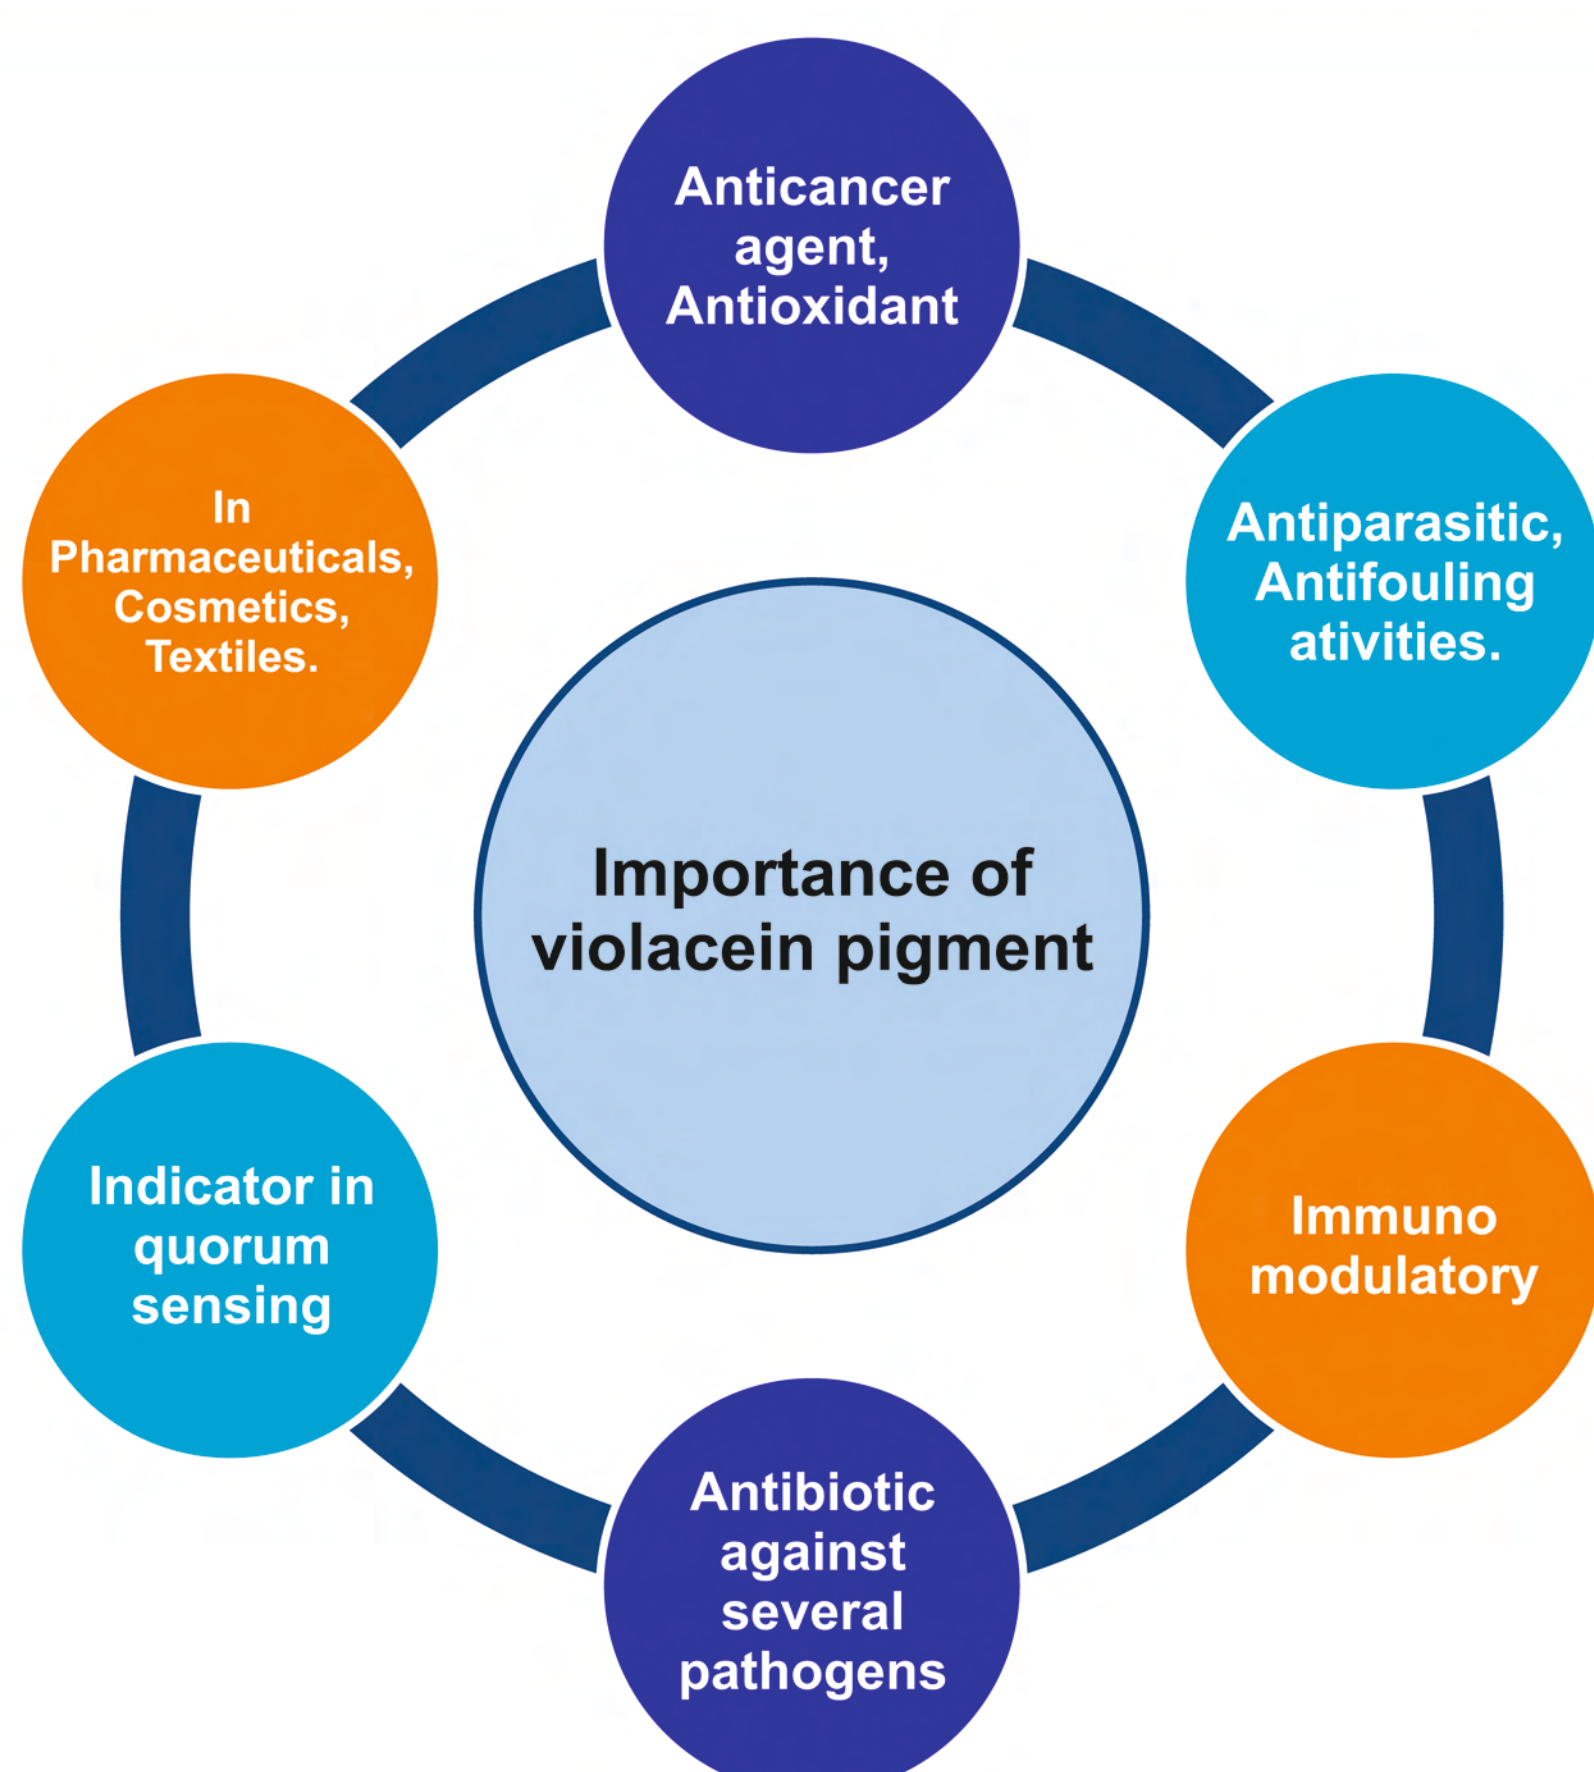 Anticancer
agent,
Antioxidant
Antiparasitic,
Antifouling
ativities.
Immuno
modulatory
Antibiotic
against
several
pathogens
Indicator in
quorum
sensing
In
Pharmaceuticals,
Cosmetics,
Textiles.
Importance of
violacein pigment